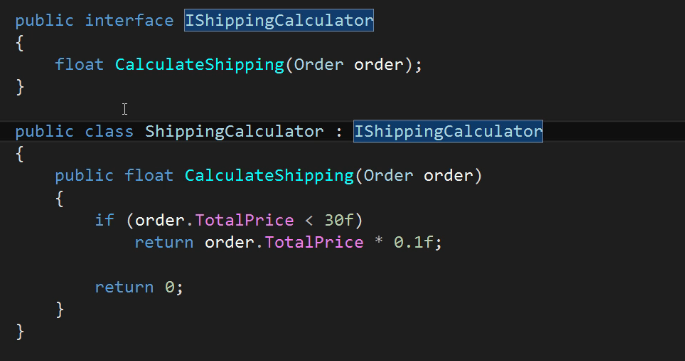 public interface IShippingCalculator
{
    float CalculateShipping(Order order);
}
public class ShippingCalculator : IShippingCalculator
{
    public float CalculateShipping(Order order)
    {
        if (order.TotalPrice < 30f)
            return order.TotalPrice * 0.1f;
        return 0;
    }
}